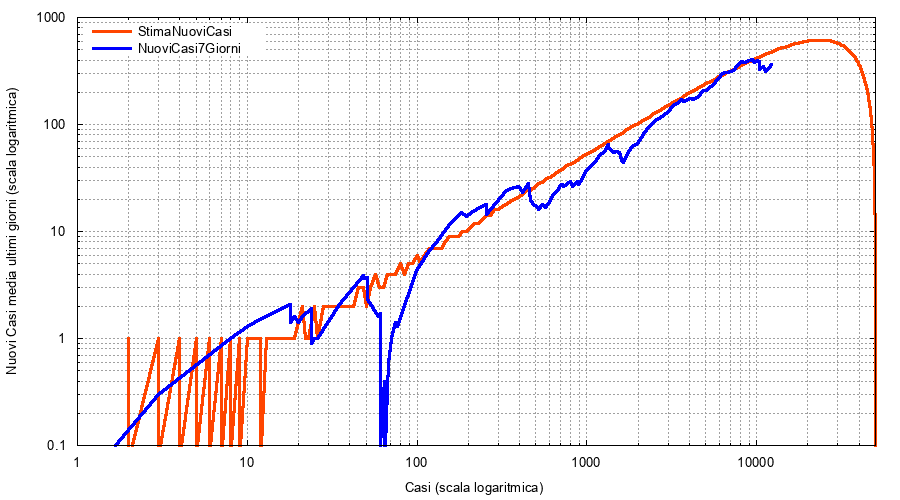 StimaNuoviCasi
NuoviCasi7Giorni
1000
100
10
1
0.1
Nuovi Casi media ultimi giorni (scala logaritmica)
1 10 100 1000 10000
Casi (scala logaritmica)